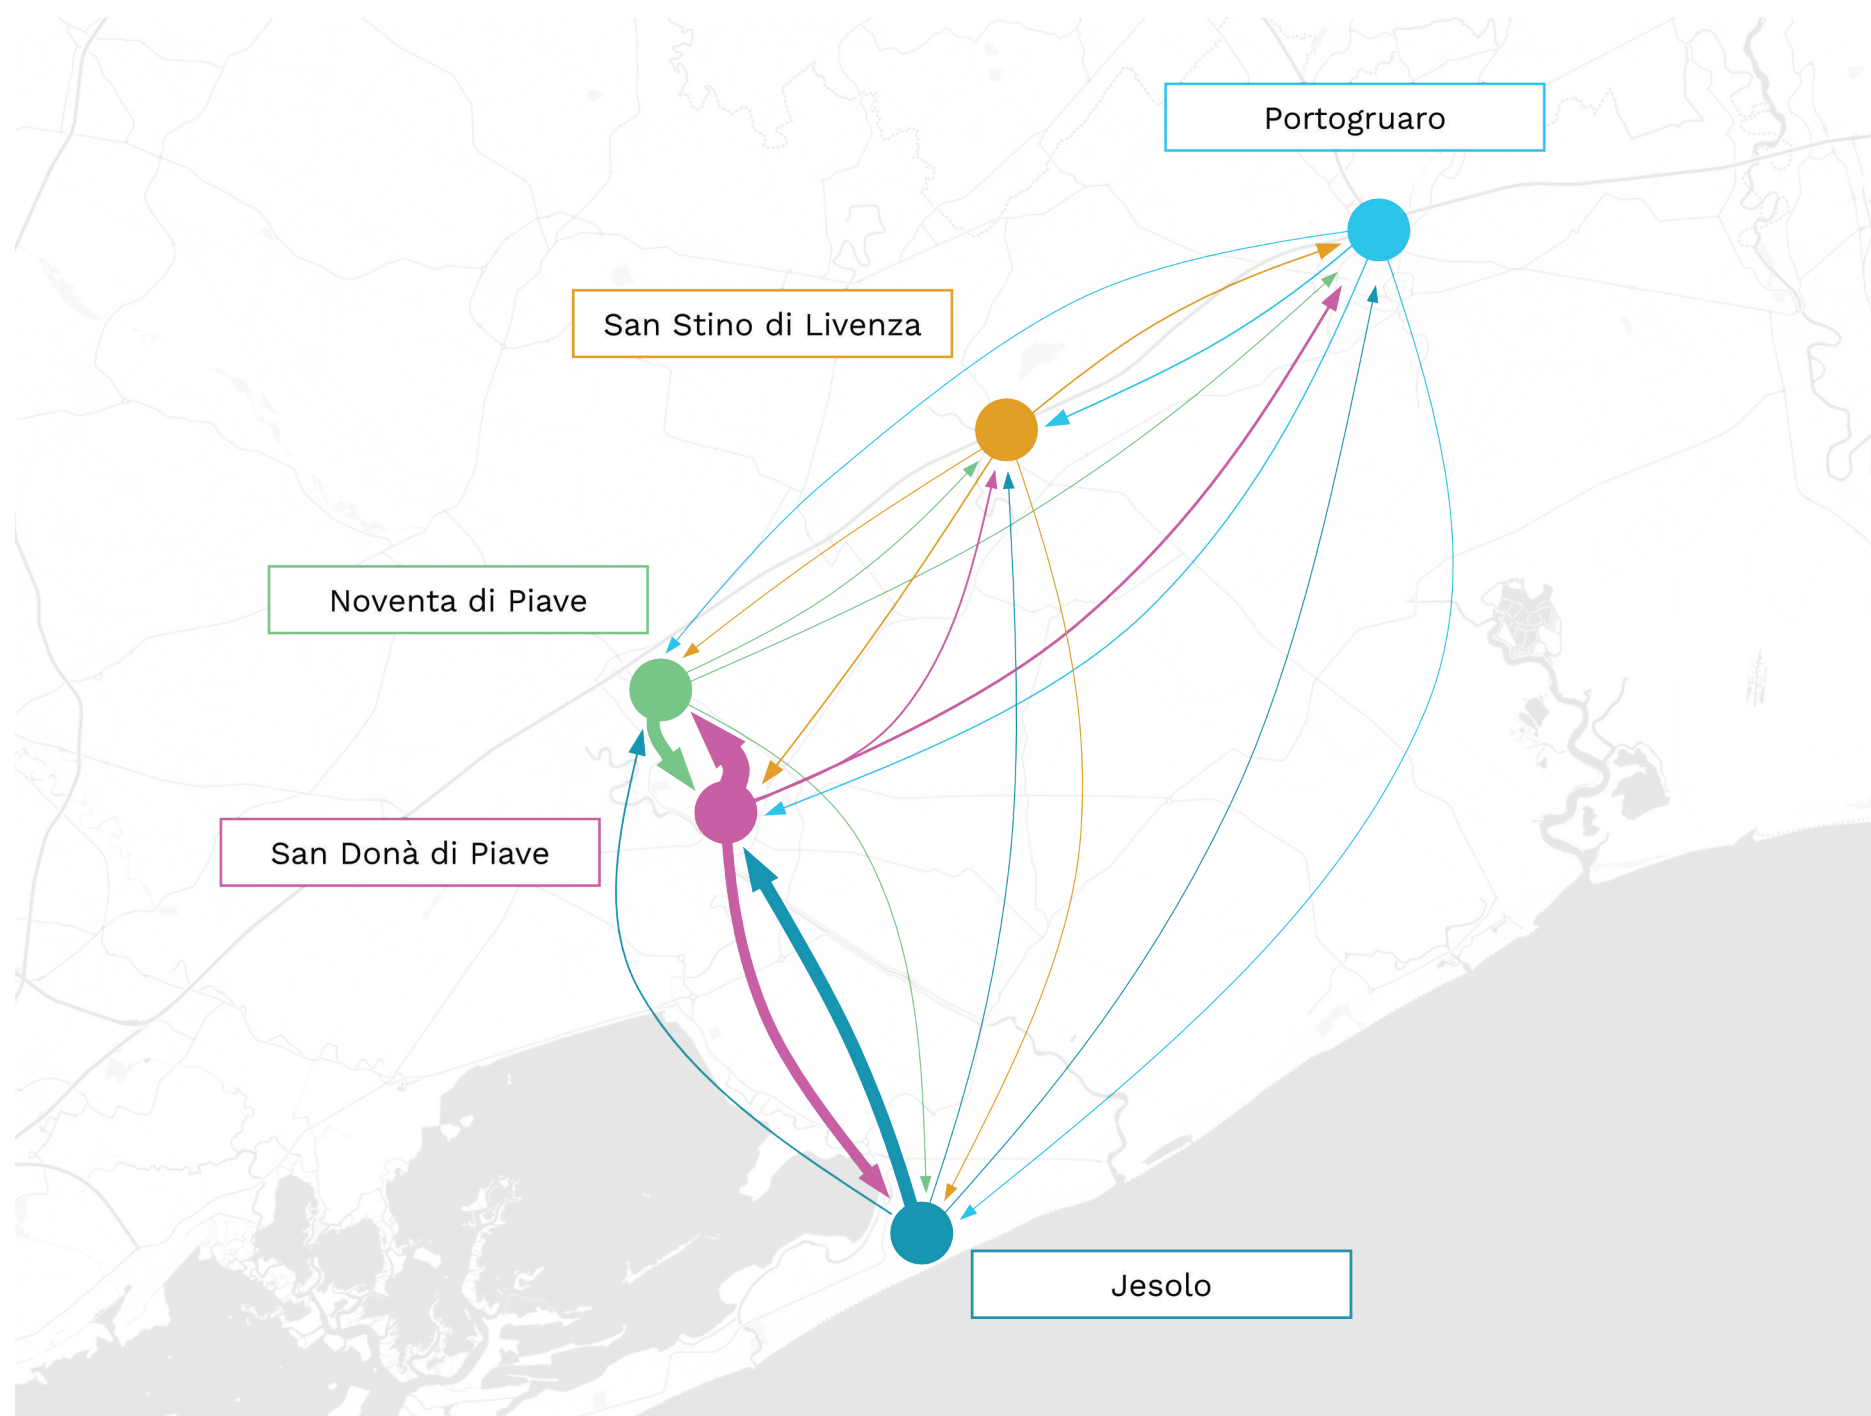 Portogruaro
San Stino di Livenza
Noventa di Piave
San Donà di Piave
Jesolo